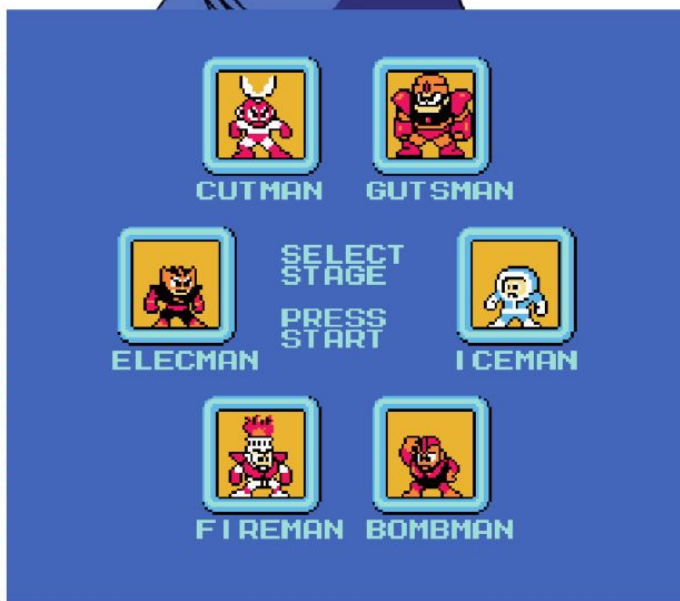 CUTMAN GUTSMAN
SELECT
STAGE
PRESS
START
ELECMAN ICEMAN
FIREMAN BOMBMAN